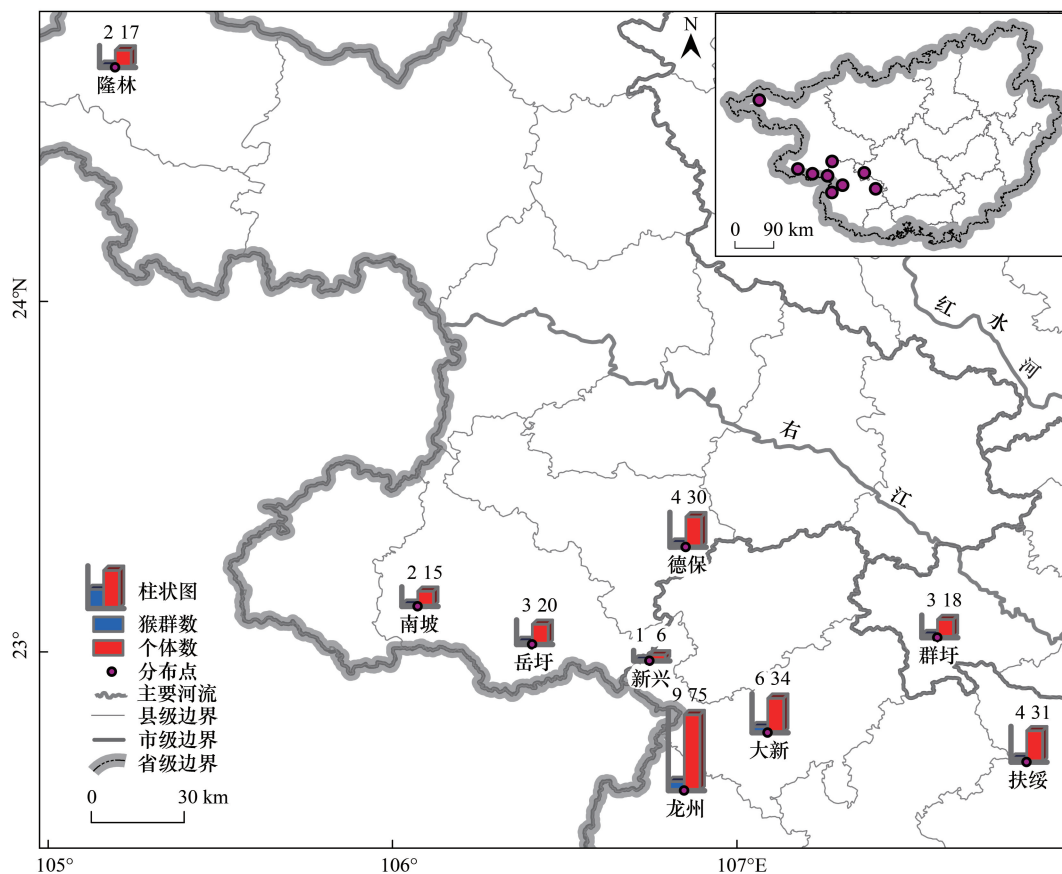 2 17
隆林
N
0 90 km
24°N
红水河
右江
4 30
德保
2 15
南坡
3 20
岳圩
1 6
新兴
3 18
群圩
23°
9 75
龙州
6 34
大新
4 31
扶绥
柱状图
猴群数
个体数
分布点
主要河流
县级边界
市级边界
省级边界
0 30 km
105°
106°
107°E